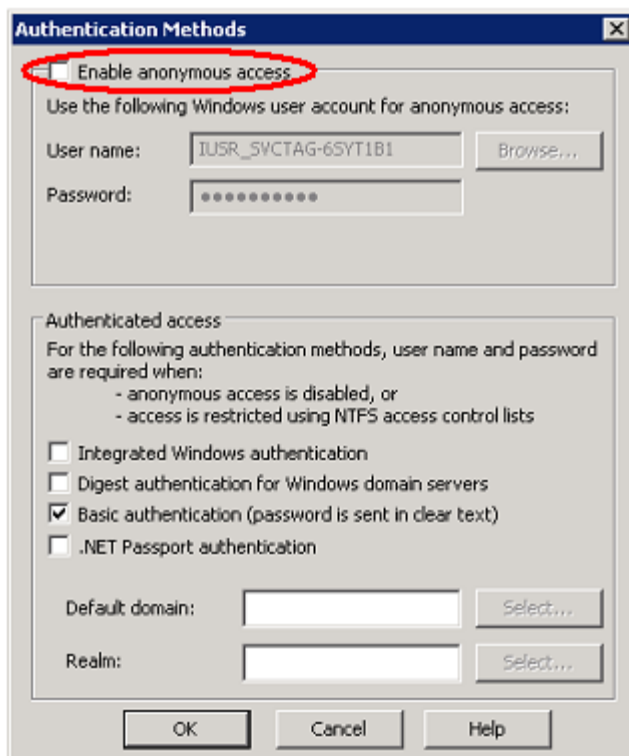 Authentication Methods
Enable anonymous access
Use the following Windows user account for anonymous access:
User name: IUSR_SVCTAG-6SYT1B1 Browse...
Password: ●●●●●●●●●●
Authenticated access
For the following authentication methods, user name and password
are required when:
- anonymous access is disabled, or
- access is restricted using NTFS access control lists
Integrated Windows authentication
Digest authentication for Windows domain servers
Basic authentication (password is sent in clear text)
.NET Passport authentication
Default domain: Select...
Realm: Select...
OK Cancel Help